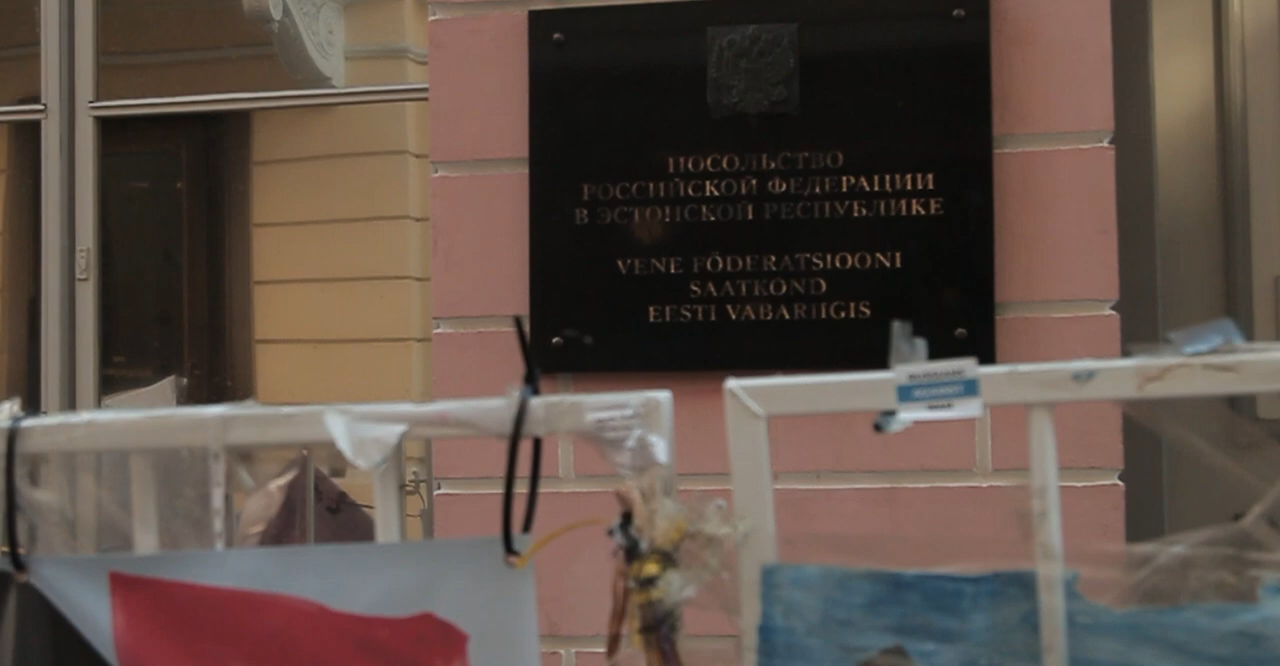 ПОСОЛЬСТВО
РОССИЙСКОЙ ФЕДЕРАЦИИ
В ЭСТОНСКОЙ РЕСПУБЛИКЕ
VENE FÖDERATSIOONI
SAATKOND
EESTI VABARIIGIS